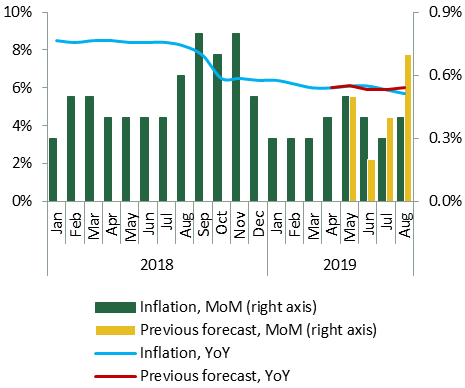 10%
8%
6%
4%
2%
0%
0.9%
0.6%
0.3%
0.0%
Jan Feb Mar Apr May Jun Jul Aug Sep Oct Nov Dec Jan Feb Mar Apr May Jun Jul Aug
2018 2019
Inflation, MoM (right axis)
Previous forecast, MoM (right axis)
Inflation, YoY
Previous forecast, YoY